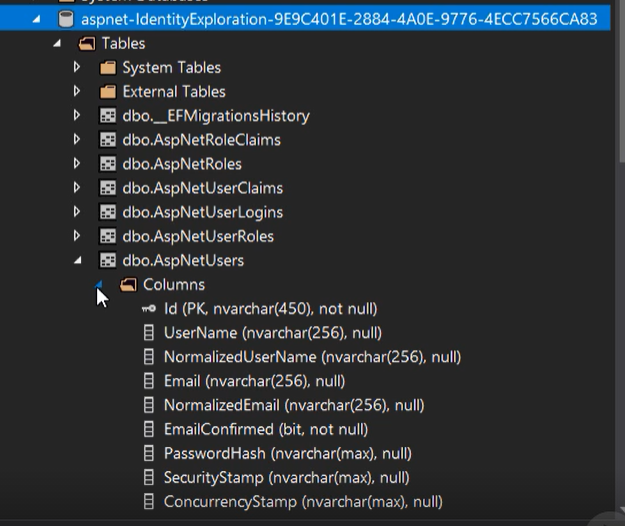 aspnet-IdentityExploration-9E9C401E-2884-4A0E-9776-4ECC7566CA83
Tables
System Tables
External Tables
dbo.__EFMigrationsHistory
dbo.AspNetRoleClaims
dbo.AspNetRoles
dbo.AspNetUserClaims
dbo.AspNetUserLogins
dbo.AspNetUserRoles
dbo.AspNetUsers
Columns
Id (PK, nvarchar(450), not null)
UserName (nvarchar(256), null)
NormalizedUserName (nvarchar(256), null)
Email (nvarchar(256), null)
NormalizedEmail (nvarchar(256), null)
EmailConfirmed (bit, not null)
PasswordHash (nvarchar(max), null)
SecurityStamp (nvarchar(max), null)
ConcurrencyStamp (nvarchar(max), null)